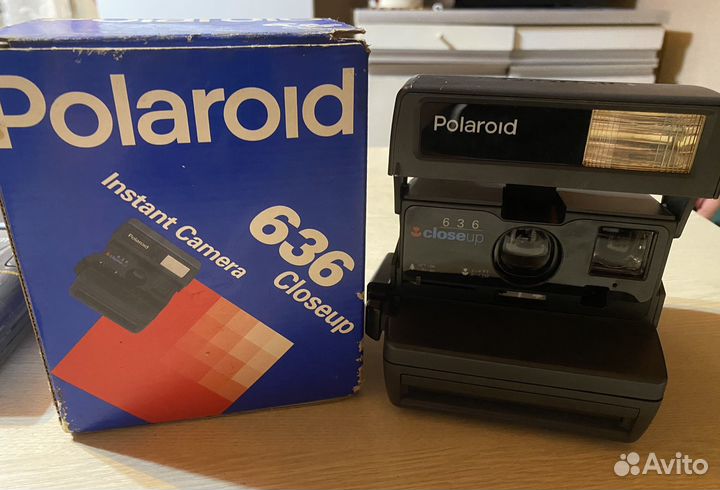 Polaroid
Instant Camera
636
Closeup
Polaroid
Polaroid
636
closeup
Avito